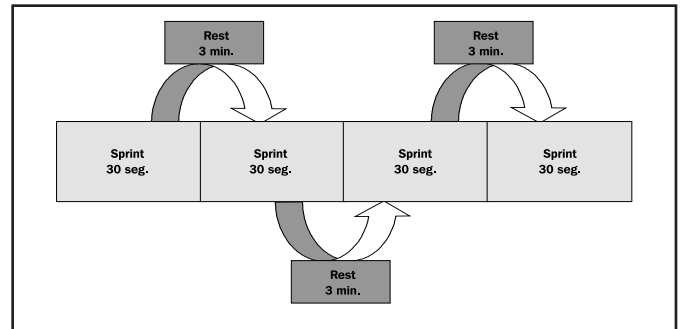 Rest
3 min.
Rest
3 min.
Sprint
30 seg.
Sprint
30 seg.
Sprint
30 seg.
Sprint
30 seg.
Rest
3 min.